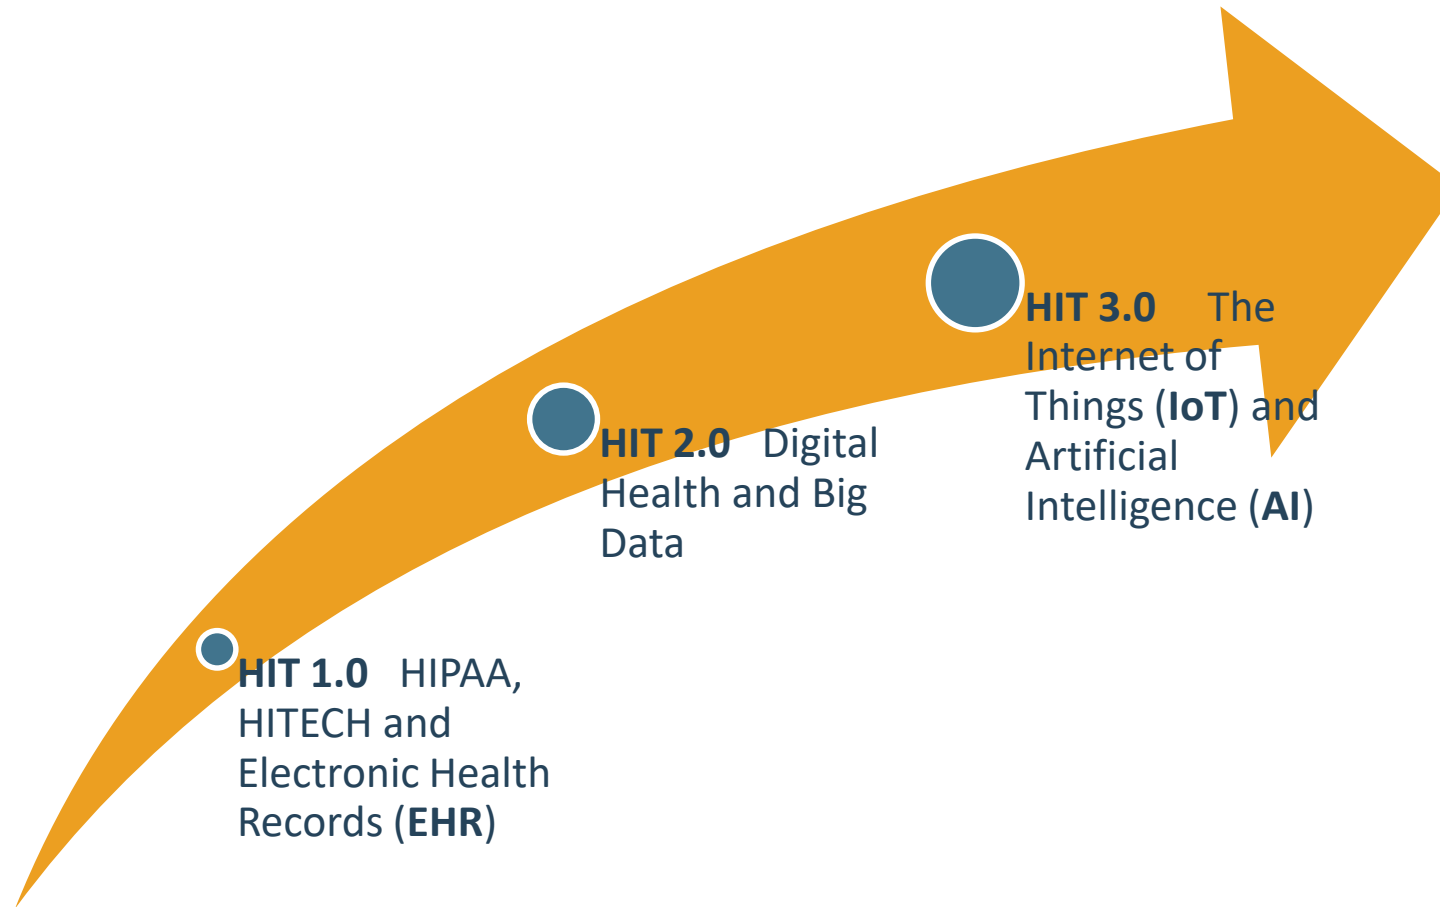 HIT 1.0 HIPAA,
HITECH and
Electronic Health
Records (EHR)
HIT 2.0 Digital
Health and Big
Data
HIT 3.0 The
Internet of
Things (IoT) and
Artificial
Intelligence (AI)